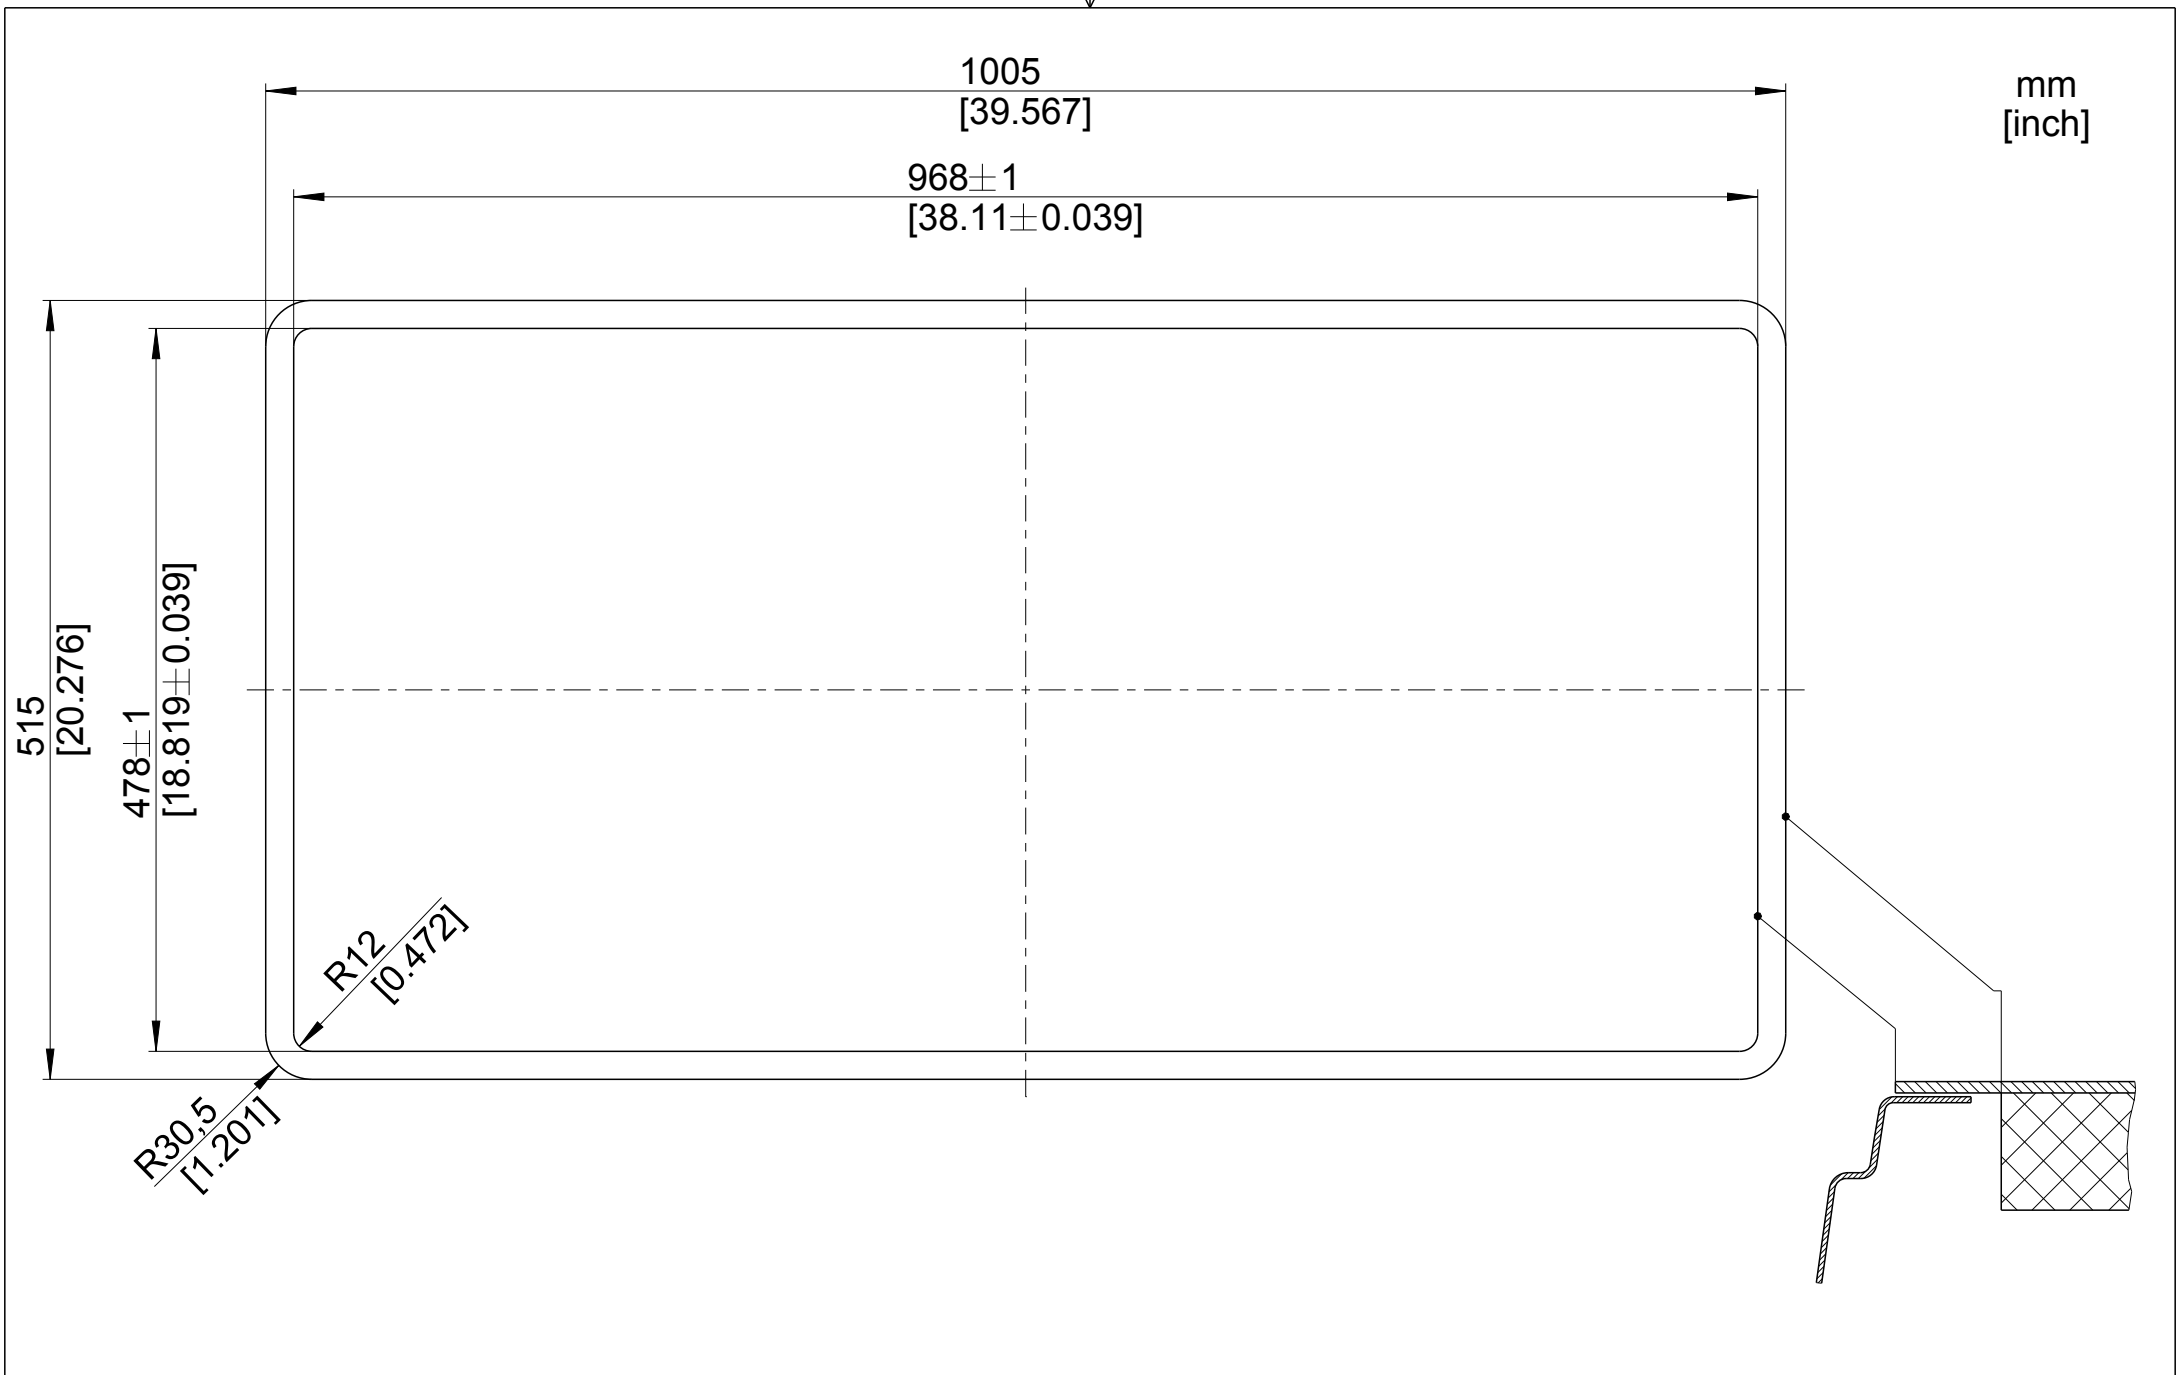 1005
[39.567]
mm
[inch]
968±1
[38.11±0.039]
515
[20.276]
478±1
[18.819±0.039]
R12
[0.472]
R30,5
[1.201]